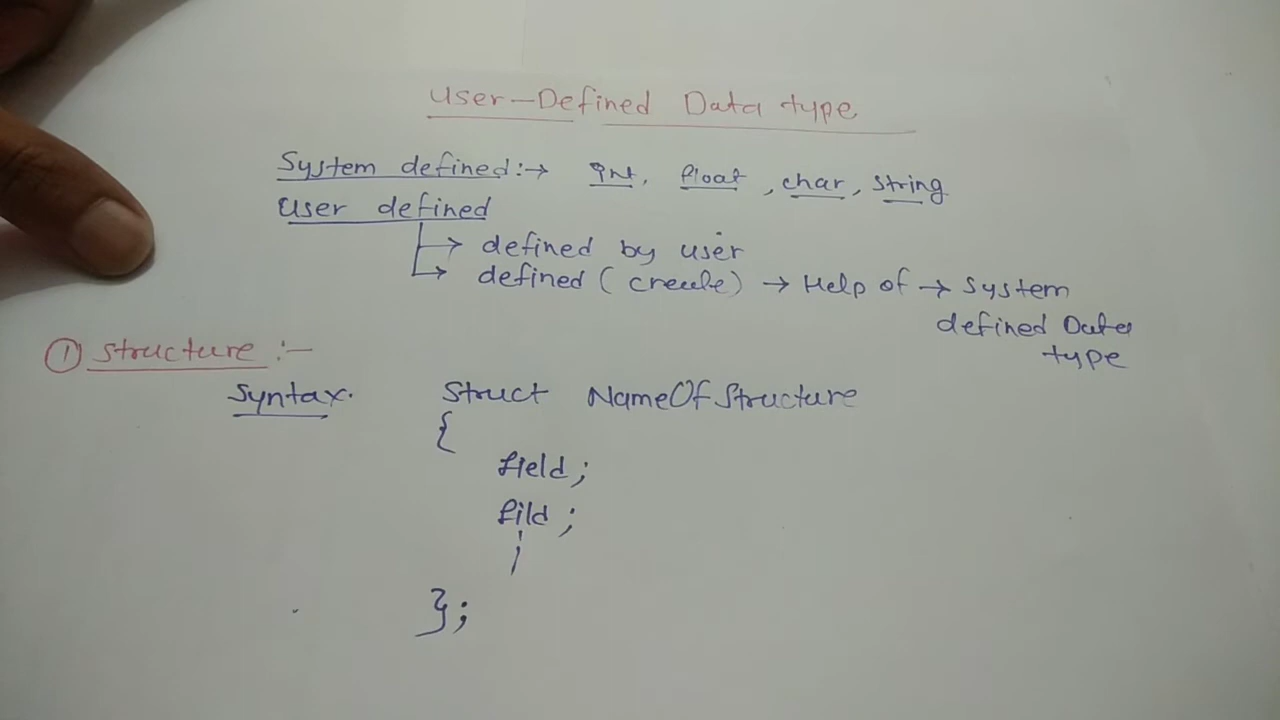 User-Defined Data type
System defined:→ int, float, char, string
User defined
→ defined by user
→ defined (create) → Help of → System
defined Data
type
① structure :-
Syntax. Struct NameOfStructure
{
field;
fild;
};